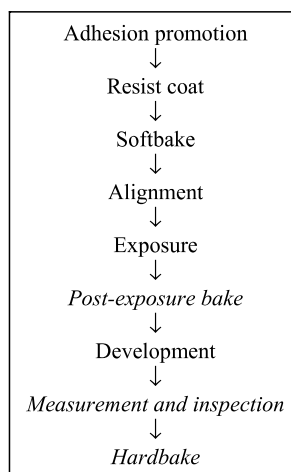 Adhesion promotion
↓
Resist coat
↓
Softbake
↓
Alignment
↓
Exposure
↓
Post-exposure bake
↓
Development
↓
Measurement and inspection
↓
Hardbake